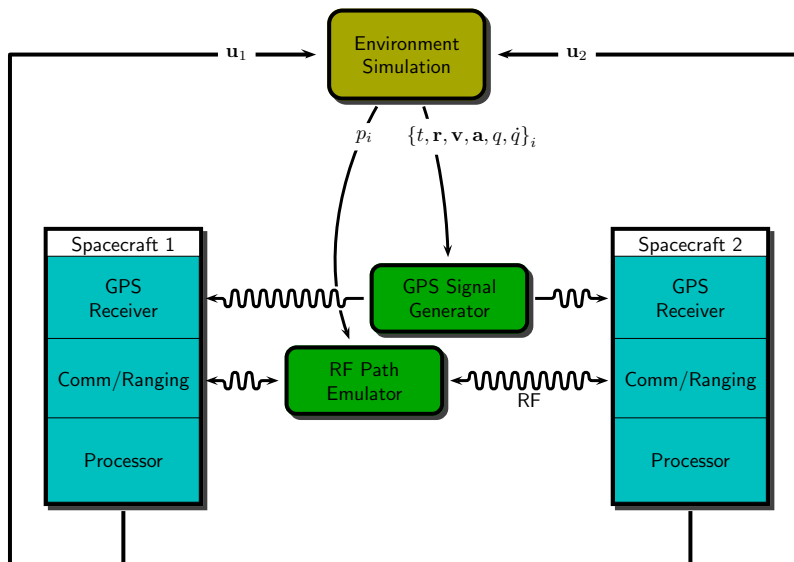 Environment
Simulation
𝐮₁
𝐮₂
pᵢ
{t, 𝐫, 𝐯, 𝐚, q, q̇}ᵢ
Spacecraft 1
GPS
Receiver
Comm/Ranging
Processor
GPS Signal
Generator
RF Path
Emulator
RF
Spacecraft 2
GPS
Receiver
Comm/Ranging
Processor